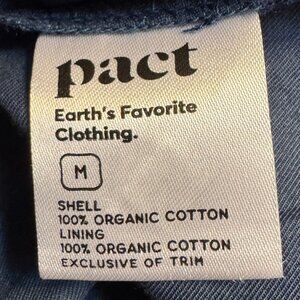 pact
Earth's Favorite
Clothing.
M
SHELL
100% ORGANIC COTTON
LINING
100% ORGANIC COTTON
EXCLUSIVE OF TRIM